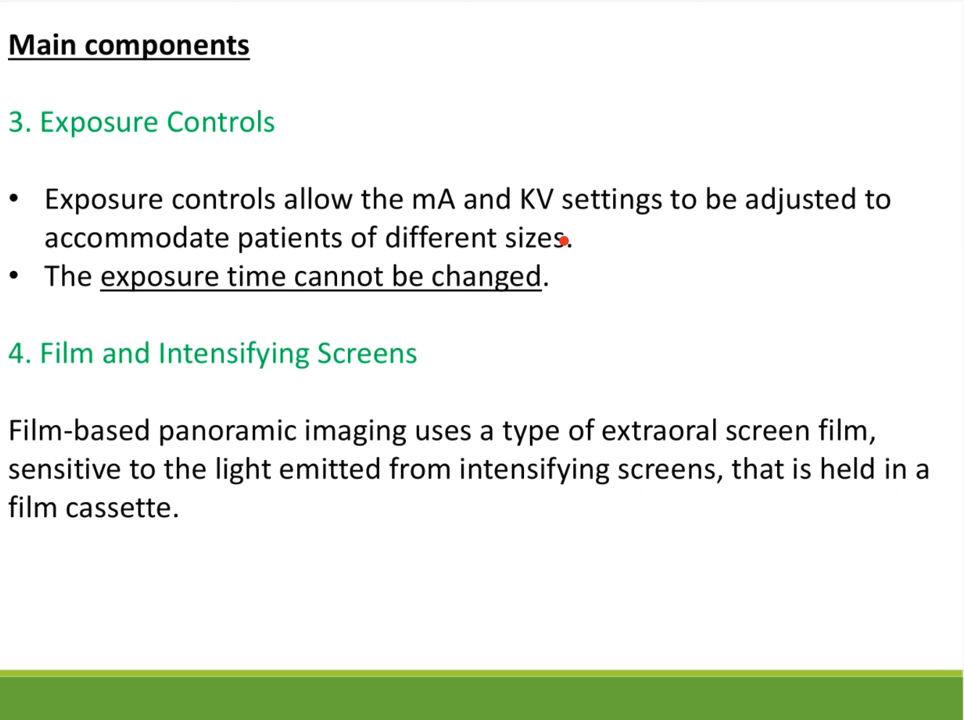 Main components
3. Exposure Controls
• Exposure controls allow the mA and KV settings to be adjusted to
accommodate patients of different sizes.
• The exposure time cannot be changed.
4. Film and Intensifying Screens
Film-based panoramic imaging uses a type of extraoral screen film,
sensitive to the light emitted from intensifying screens, that is held in a
film cassette.